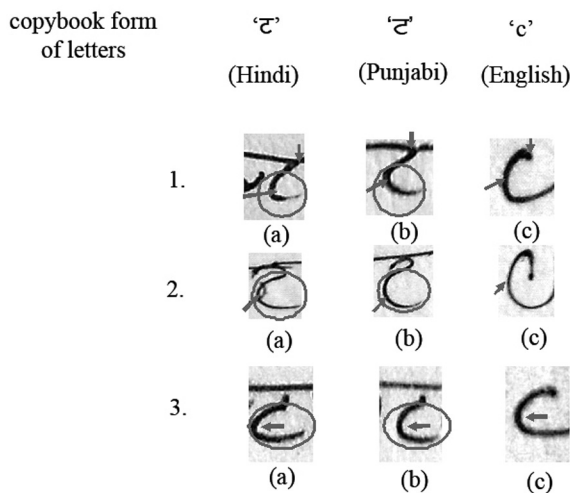 copybook form of letters ‘ट’ ‘ਟ’ ‘c’
(Hindi) (Punjabi) (English)
1.
(a) (b) (c)
2.
(a) (b) (c)
3.
(a) (b) (c)